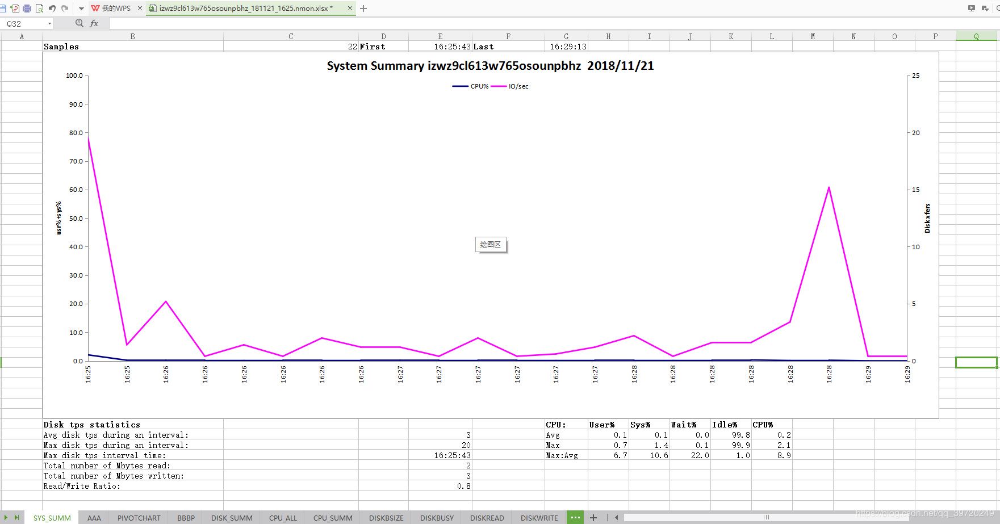 我的WPS
izwz9cl613w765osounpbhz_181121_1625.nmon.xlsx *
Q32
fx
A B C D E F G H I J K L M N O P Q
Samples 22 First 16:25:43 Last 16:29:13
System Summary izwz9cl613w765osounpbhz 2018/11/21
CPU% IO/sec
100.0
90.0
80.0
70.0
60.0
50.0
40.0
30.0
20.0
10.0
0.0
usr%+sys%
25
20
15
10
5
0
Disk xfers
绘图区
16:25 16:25 16:26 16:26 16:26 16:26 16:26 16:26 16:27 16:27 16:27 16:27 16:27 16:27 16:28 16:28 16:28 16:28 16:28 16:28 16:29 16:29
Disk tps statistics CPU: User% Sys% Wait% Idle% CPU%
Avg disk tps during an interval: 3 Avg 0.1 0.1 0.0 99.8 0.2
Max disk tps during an interval: 20 Max 0.7 1.4 0.1 99.9 2.1
Max disk tps interval time: 16:25:43 Max:Avg 6.7 10.6 22.0 1.0 8.9
Total number of Mbytes read: 2
Total number of Mbytes written: 3
Read/Write Ratio: 0.8
SYS_SUMM AAA PIVOTCHART BBBP DISK_SUMM CPU_ALL CPU_SUMM DISKBSIZE DISKBUSY DISKREAD DISKWRITE ...
https://blog.csdn.net/qq_39720249